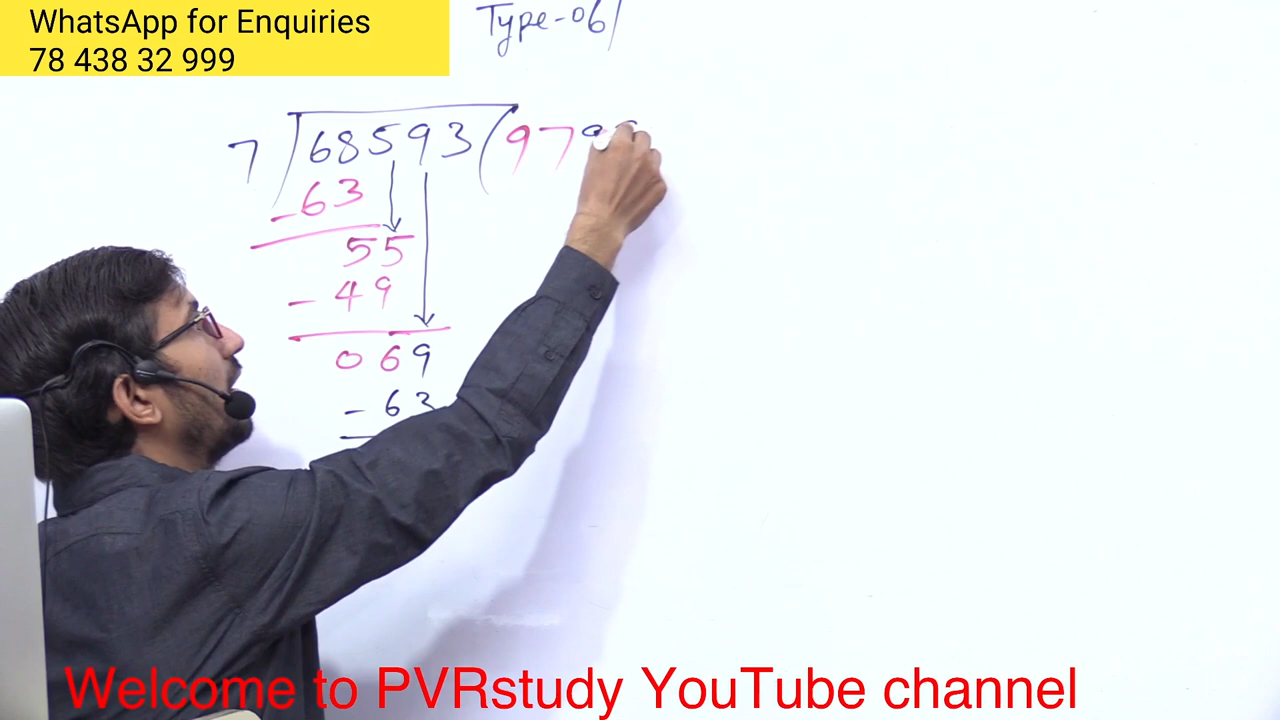 WhatsApp for Enquiries
78 438 32 999
Type-06/
7 68593 ( 979
- 63
55
- 49
069
- 63
Welcome to PVRstudy YouTube channel